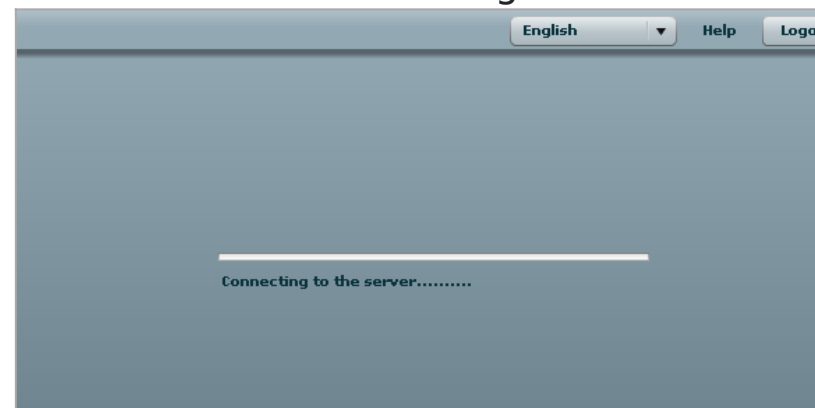 English Help
Connecting to the server..........